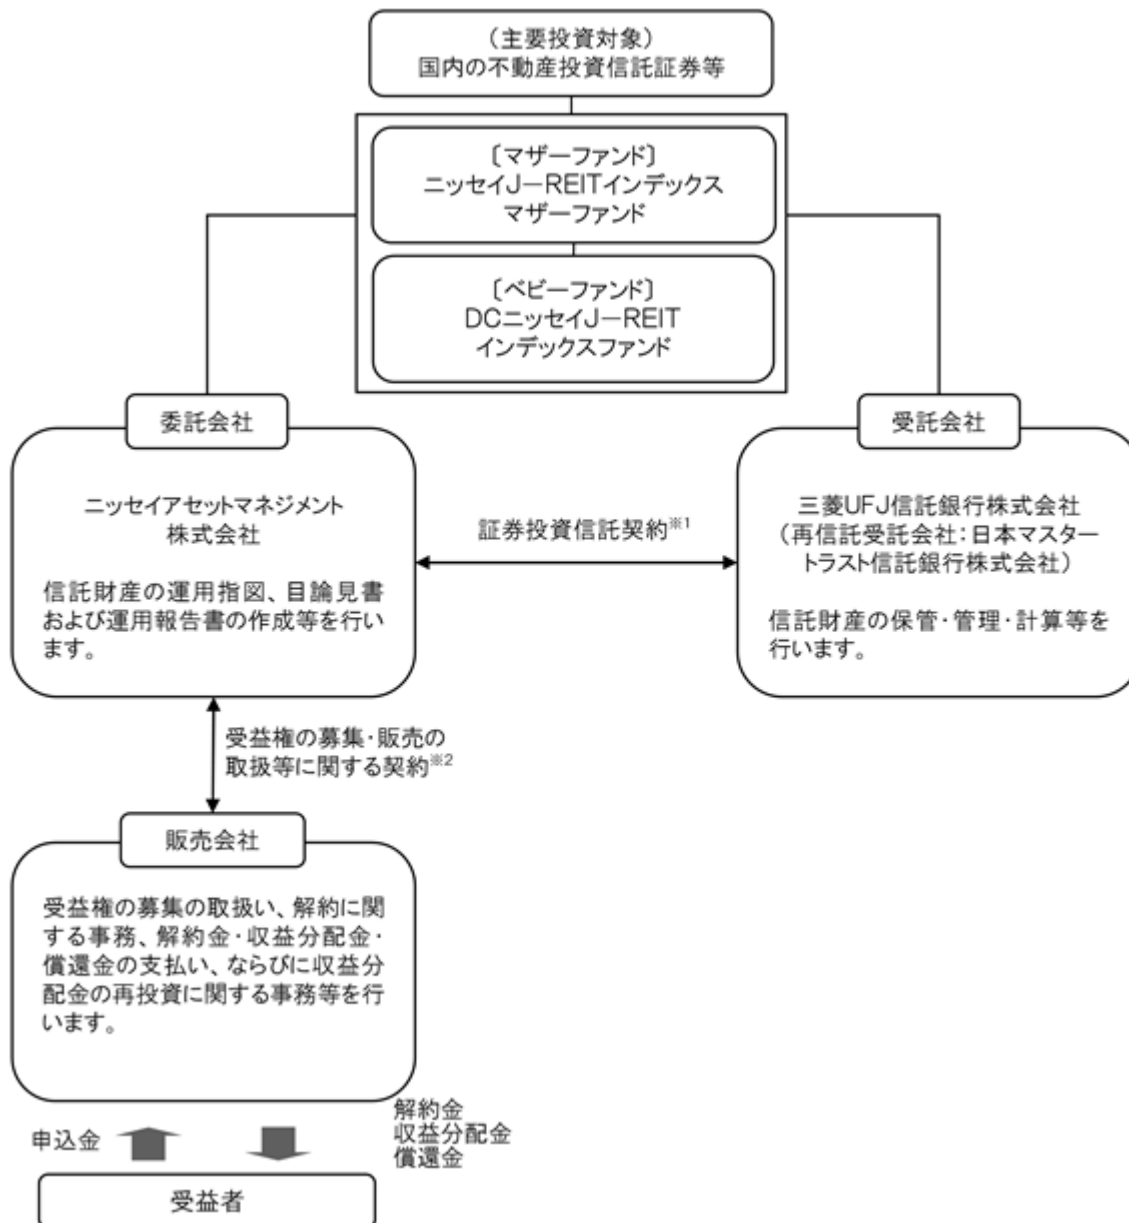 （主要投資対象）
国内の不動産投資信託証券等
〔マザーファンド〕
ニッセイJ－REITインデックス
マザーファンド
〔ベビーファンド〕
DCニッセイJ－REIT
インデックスファンド
委託会社
ニッセイアセットマネジメント
株式会社
信託財産の運用指図、目論見書
および運用報告書の作成等を行い
ます。
証券投資信託契約※1
受託会社
三菱UFJ信託銀行株式会社
（再信託受託会社：日本マスター
トラスト信託銀行株式会社）
信託財産の保管・管理・計算等を
行います。
受益権の募集・販売の
取扱等に関する契約※2
販売会社
受益権の募集の取扱い、解約に関
する事務、解約金・収益分配金・
償還金の支払い、ならびに収益分
配金の再投資に関する事務等を行
います。
申込金
解約金
収益分配金
償還金
受益者